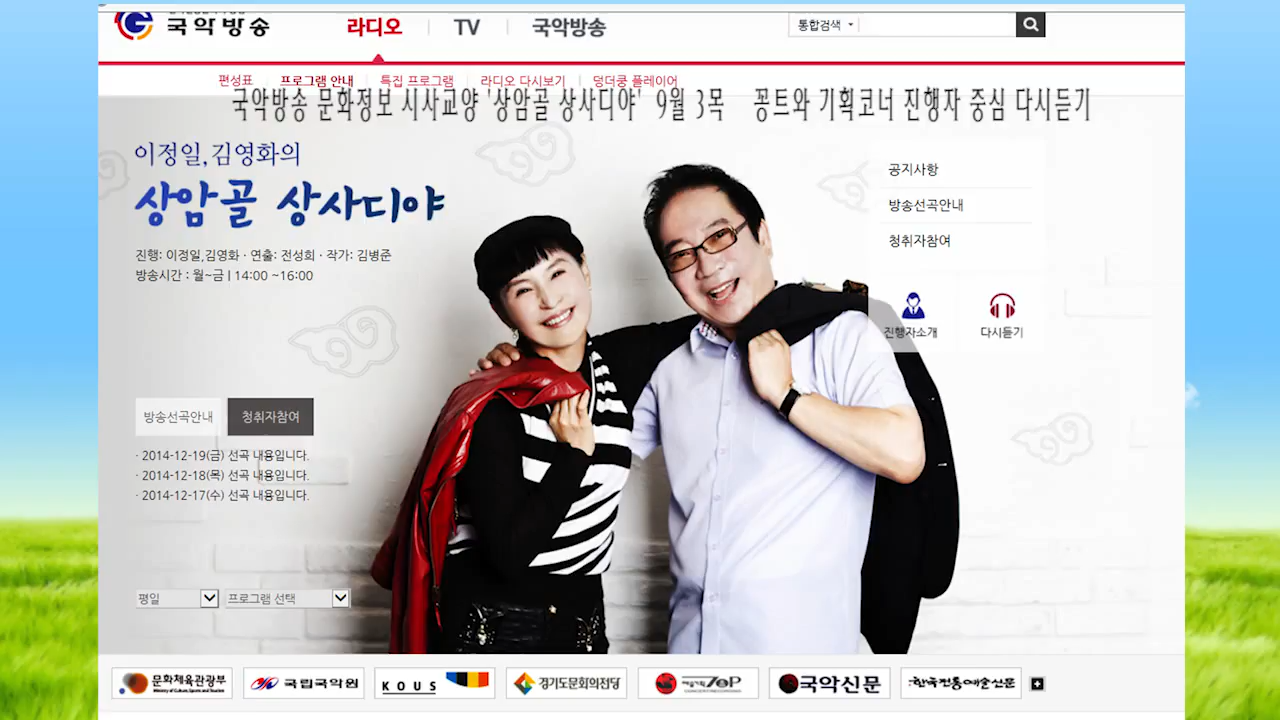 국악방송
라디오
TV
국악방송
통합검색
편성표
프로그램 안내
특집 프로그램
라디오 다시보기
덩더쿵 플레이어
국악방송 문화정보 시사교양 '상암골 상사디야' 9월 3목 꽁트와 기획코너 진행자 중심 다시듣기
이정일,김영화의
상암골 상사디야
진행: 이정일,김영화 · 연출: 전성희 · 작가: 김병준
방송시간 : 월~금 | 14:00 ~16:00
공지사항
방송선곡안내
청취자참여
진행자소개
다시듣기
방송선곡안내
청취자참여
· 2014-12-19(금) 선곡 내용입니다.
· 2014-12-18(목) 선곡 내용입니다.
· 2014-12-17(수) 선곡 내용입니다.
평일
프로그램 선택
문화체육관광부
Ministry of Culture, Sports and Tourism
국립국악원
KOUS
경기도문화의전당
TOP
국악신문
한국전통예술신문